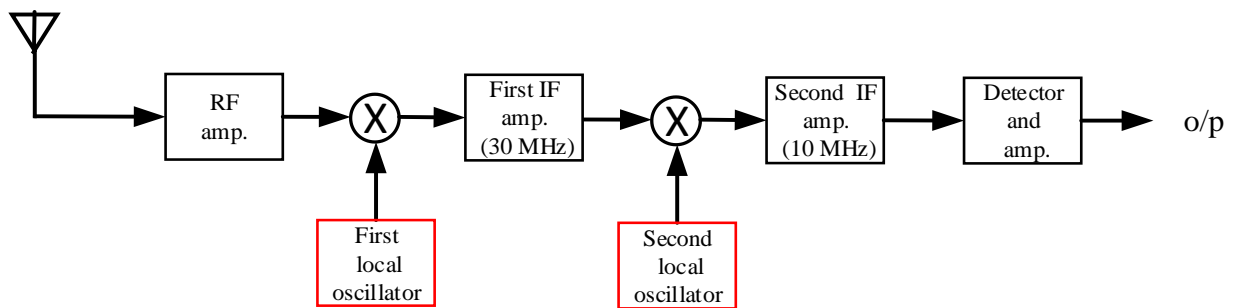 RF
amp.
X
First IF
amp.
(30 MHz)
X
Second IF
amp.
(10 MHz)
Detector
and
amp.
o/p
First
local
oscillator
Second
local
oscillator